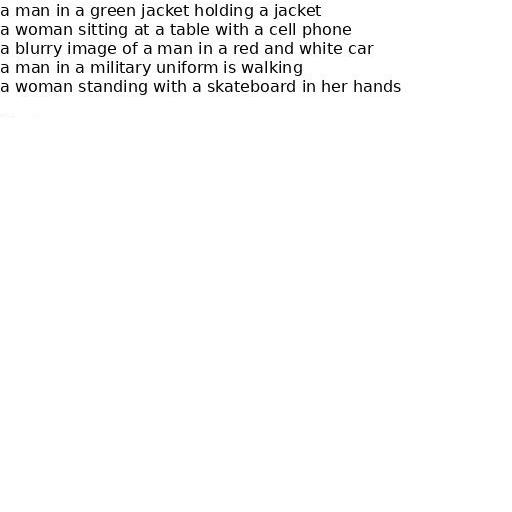 a man in a green jacket holding a jacket
a woman sitting at a table with a cell phone
a blurry image of a man in a red and white car
a man in a military uniform is walking
a woman standing with a skateboard in her hands